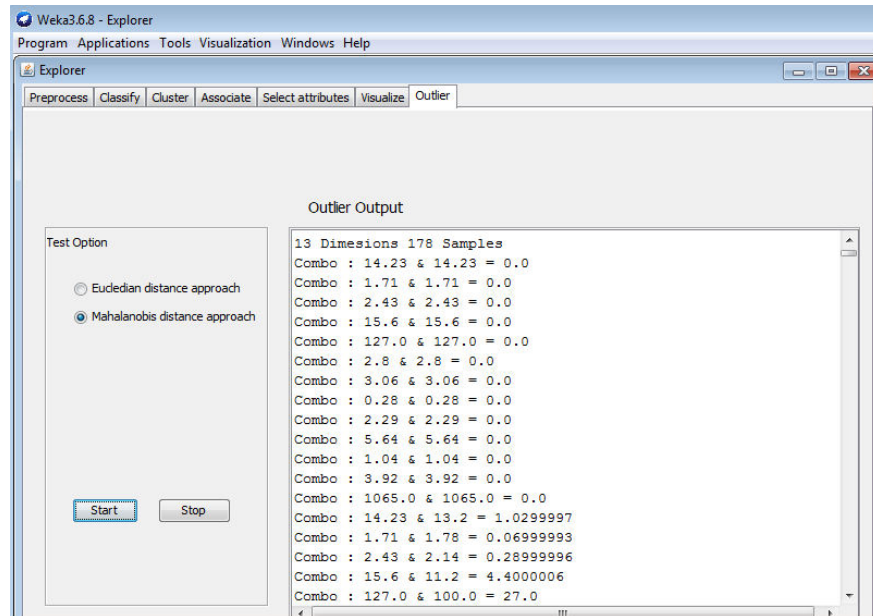 Weka3.6.8 - Explorer
Program Applications Tools Visualization Windows Help
Explorer
Preprocess Classify Cluster Associate Select attributes Visualize Outlier
Outlier Output
Test Option
Eucledian distance approach
Mahalanobis distance approach
Start Stop
13 Dimesions 178 Samples
Combo : 14.23 & 14.23 = 0.0
Combo : 1.71 & 1.71 = 0.0
Combo : 2.43 & 2.43 = 0.0
Combo : 15.6 & 15.6 = 0.0
Combo : 127.0 & 127.0 = 0.0
Combo : 2.8 & 2.8 = 0.0
Combo : 3.06 & 3.06 = 0.0
Combo : 0.28 & 0.28 = 0.0
Combo : 2.29 & 2.29 = 0.0
Combo : 5.64 & 5.64 = 0.0
Combo : 1.04 & 1.04 = 0.0
Combo : 3.92 & 3.92 = 0.0
Combo : 1065.0 & 1065.0 = 0.0
Combo : 14.23 & 13.2 = 1.0299997
Combo : 1.71 & 1.78 = 0.06999993
Combo : 2.43 & 2.14 = 0.28999996
Combo : 15.6 & 11.2 = 4.4000006
Combo : 127.0 & 100.0 = 27.0